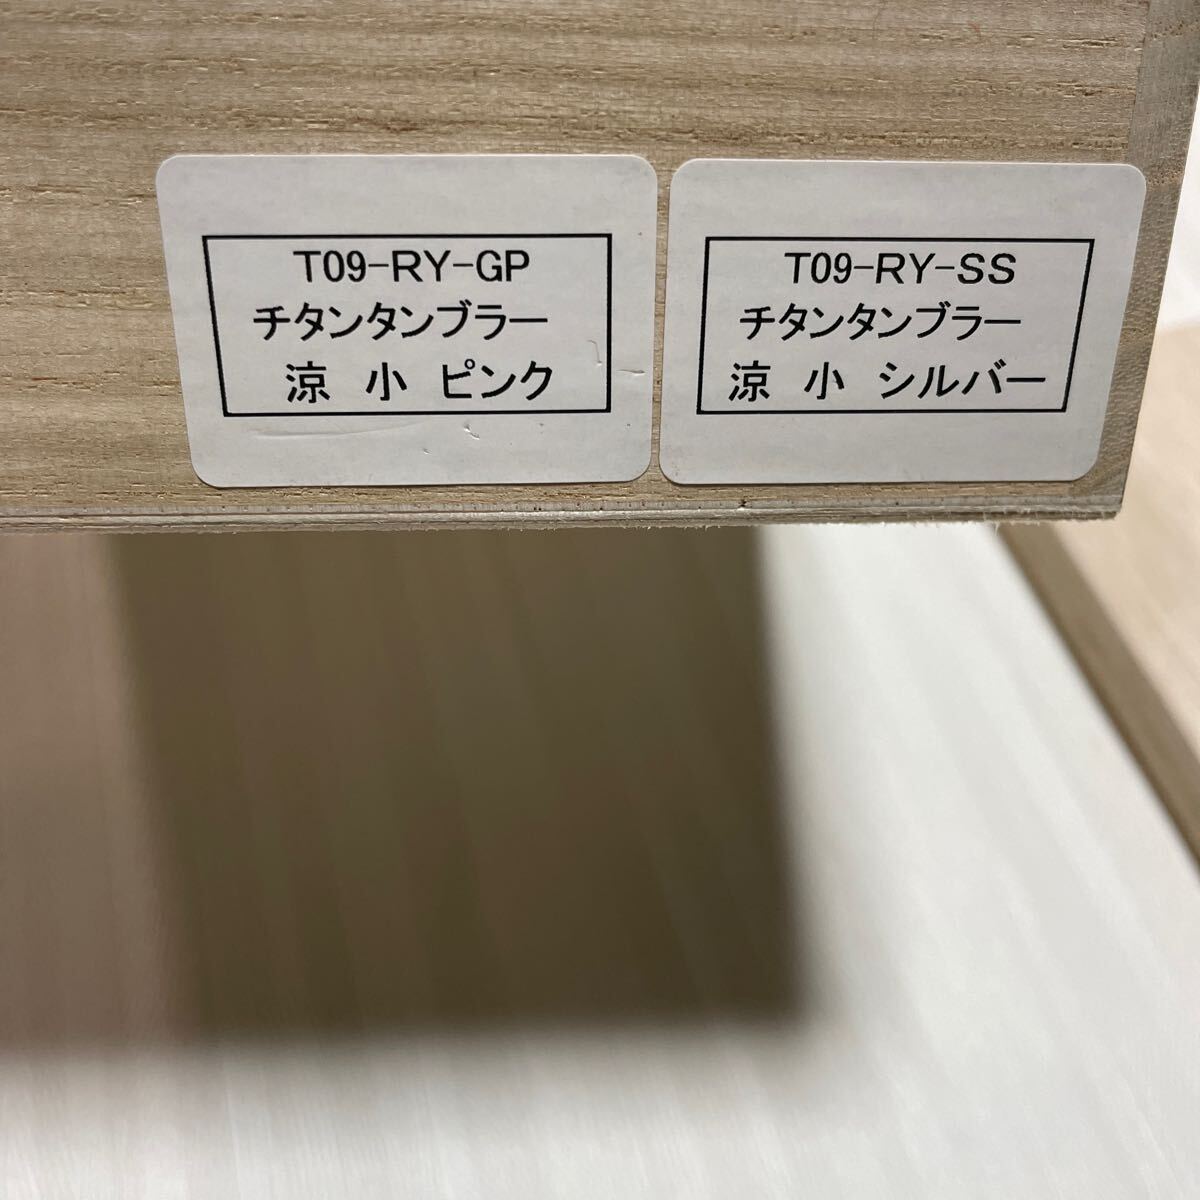 T09-RY-GP
チタンタンブラー
涼 小 ピンク
T09-RY-SS
チタンタンブラー
涼 小 シルバー